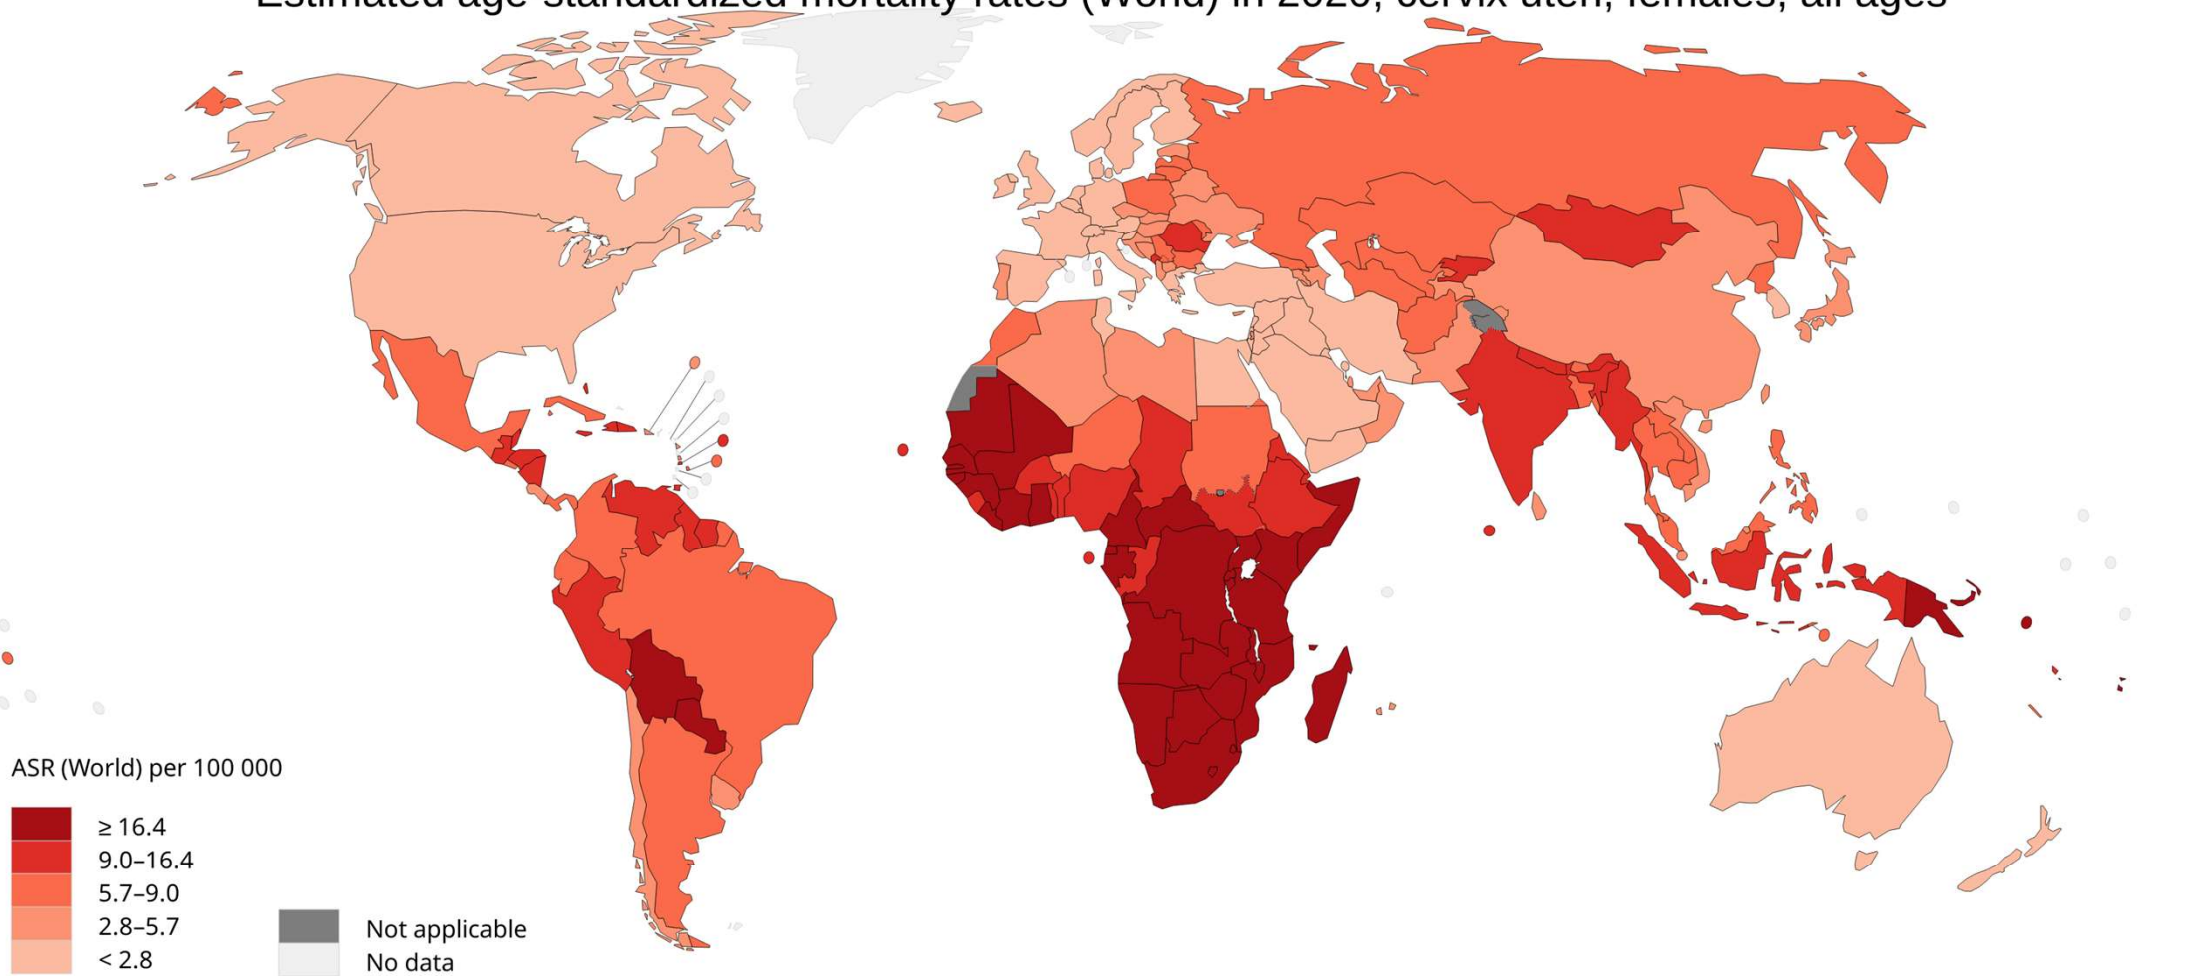 Estimated age-standardized mortality rates (World) in 2020, cervix uteri, females, all ages
ASR (World) per 100 000
≥ 16.4
9.0–16.4
5.7–9.0
2.8–5.7
< 2.8
Not applicable
No data